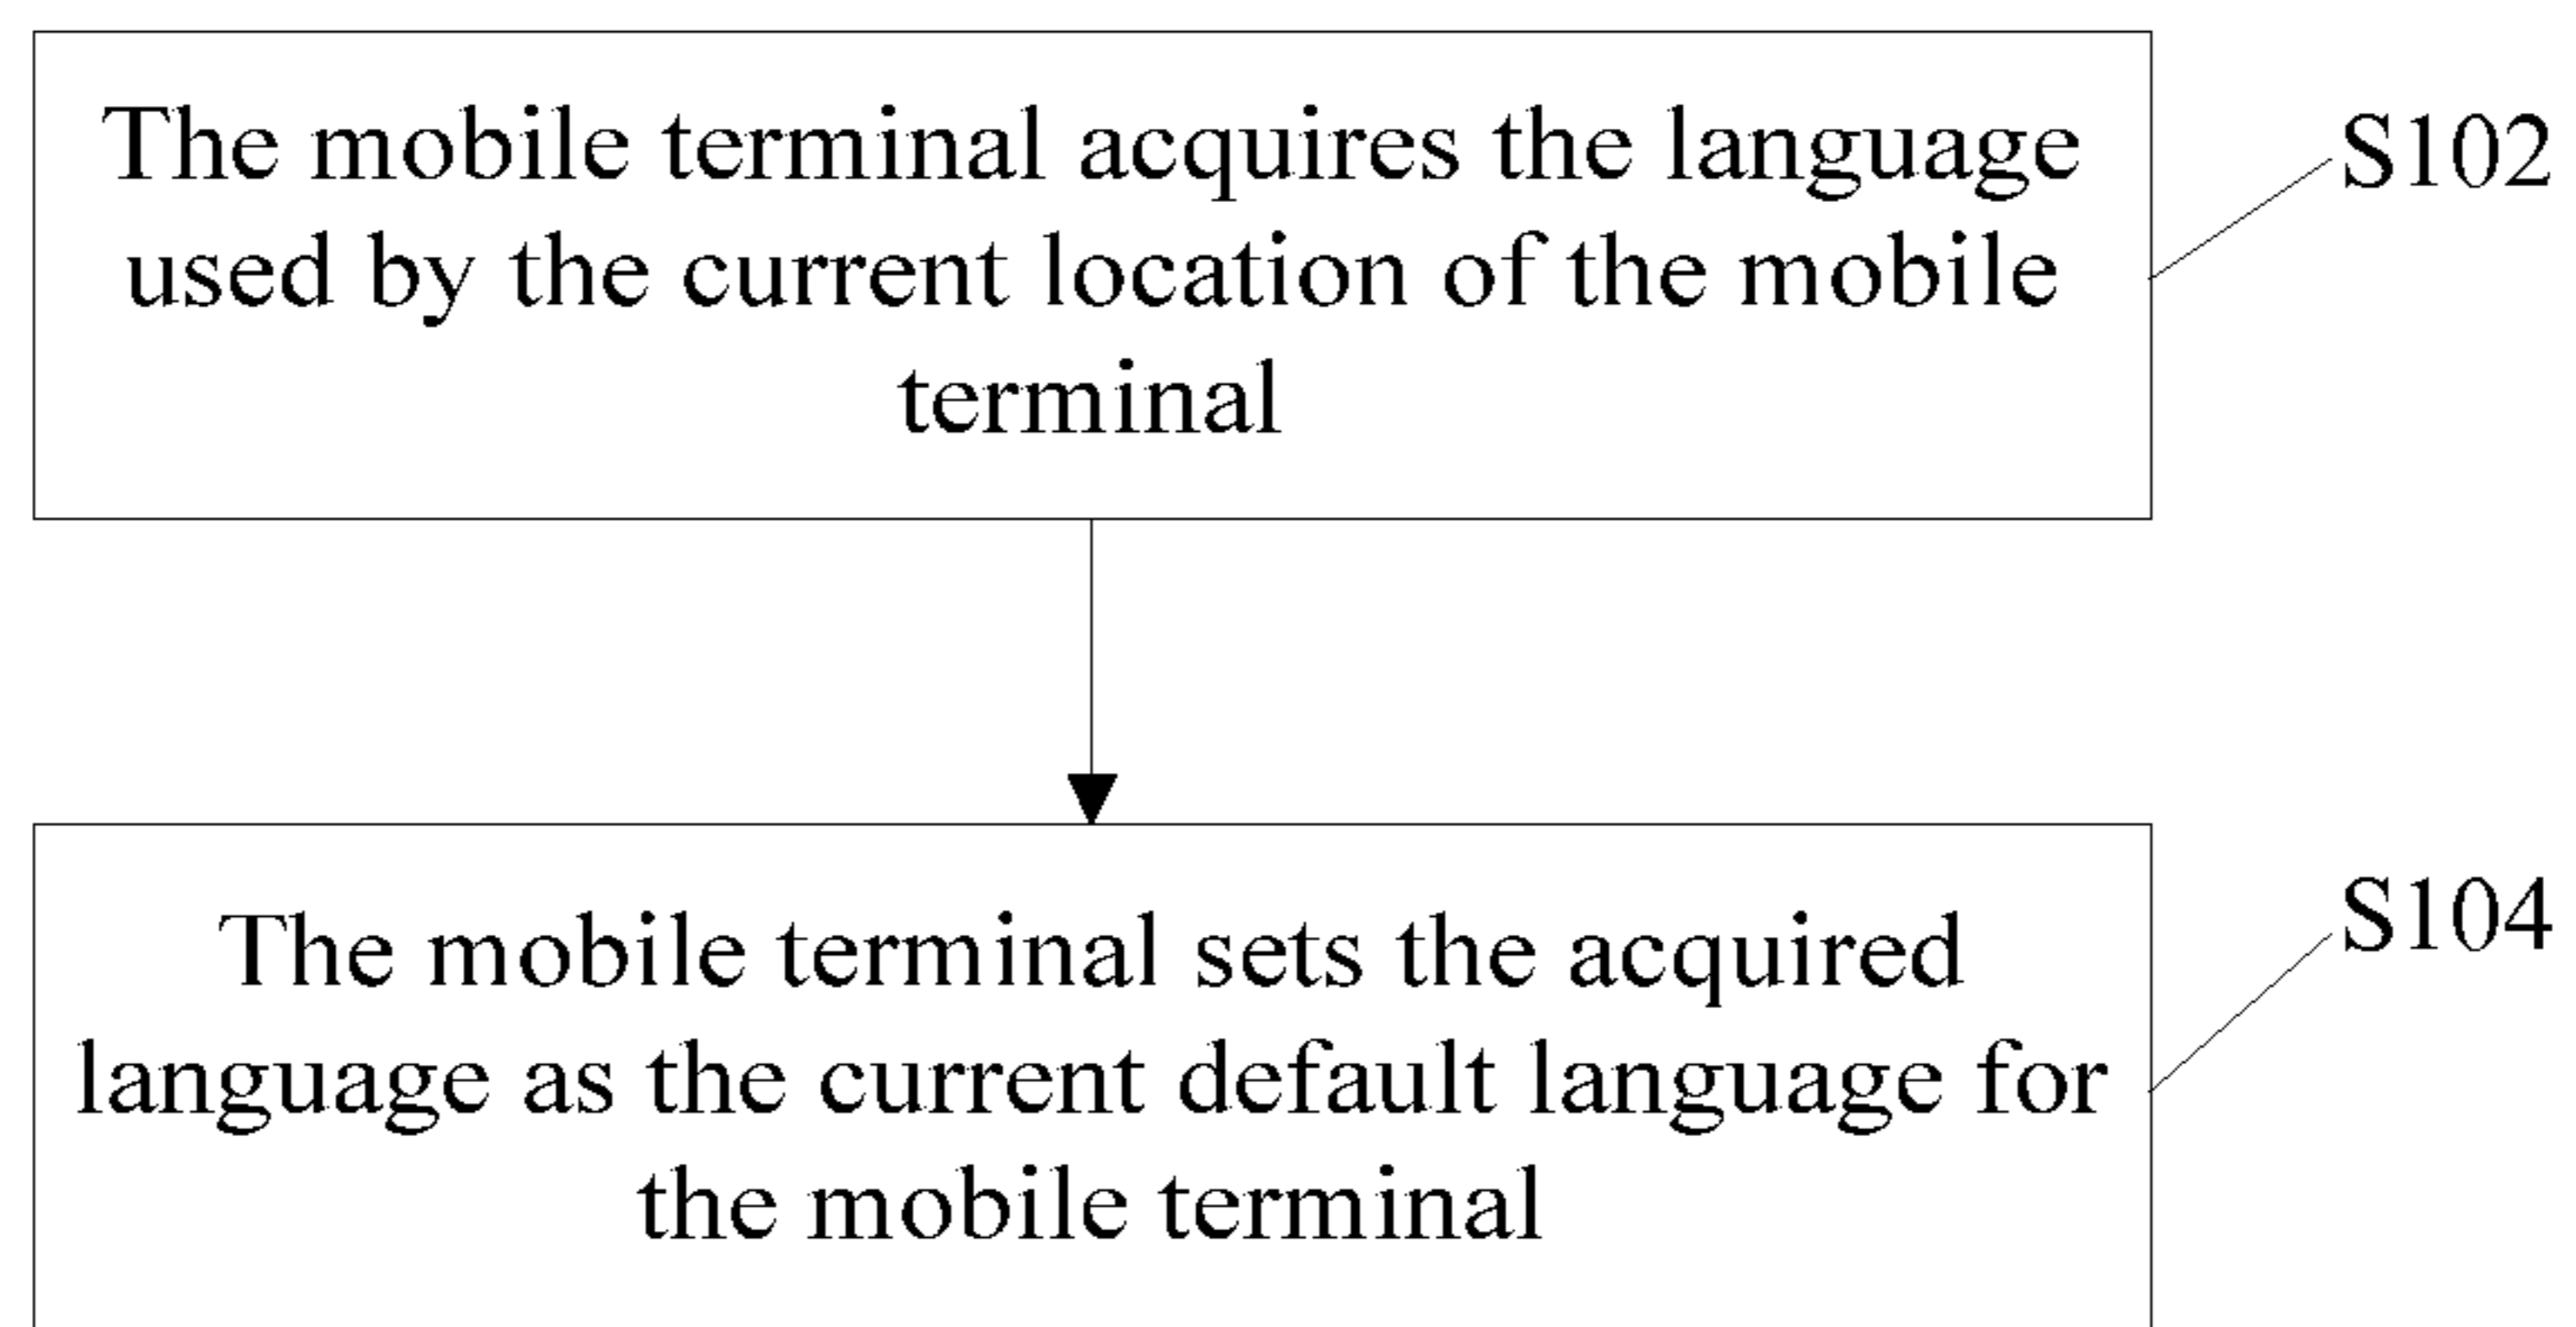 The mobile terminal acquires the language
used by the current location of the mobile
terminal
S102
The mobile terminal sets the acquired
language as the current default language for
the mobile terminal
S104